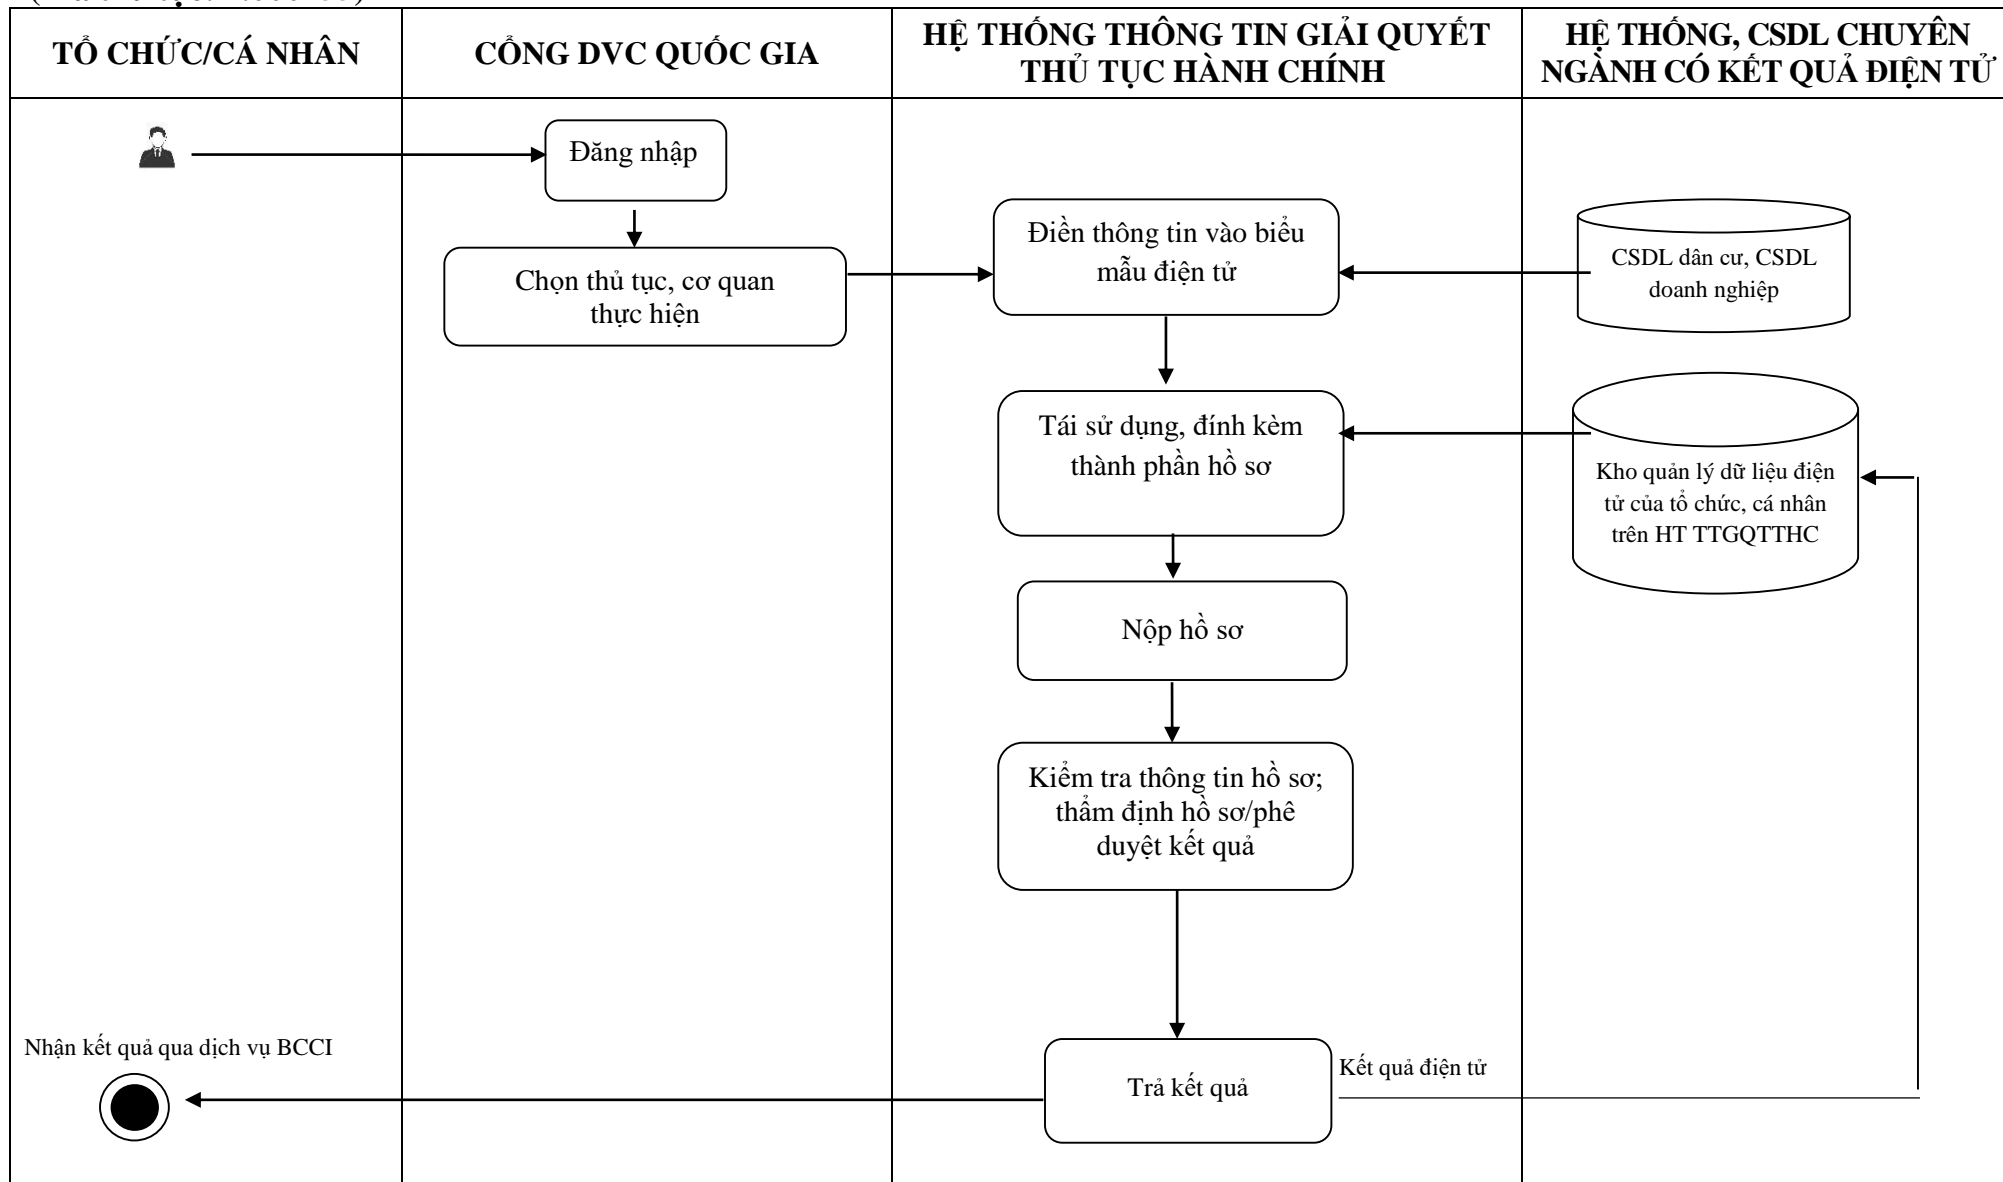 TỔ CHỨC/CÁ NHÂN
CỔNG DVC QUỐC GIA
HỆ THỐNG THÔNG TIN GIẢI QUYẾT
THỦ TỤC HÀNH CHÍNH
HỆ THỐNG, CSDL CHUYÊN
NGÀNH CÓ KẾT QUẢ ĐIỆN TỬ
Đăng nhập
Chọn thủ tục, cơ quan
thực hiện
Điền thông tin vào biểu
mẫu điện tử
CSDL dân cư, CSDL
doanh nghiệp
Tái sử dụng, đính kèm
thành phần hồ sơ
Kho quản lý dữ liệu điện
tử của tổ chức, cá nhân
trên HT TTGQTTHC
Nộp hồ sơ
Kiểm tra thông tin hồ sơ;
thẩm định hồ sơ/phê
duyệt kết quả
Nhận kết quả qua dịch vụ BCCI
Trả kết quả
Kết quả điện tử